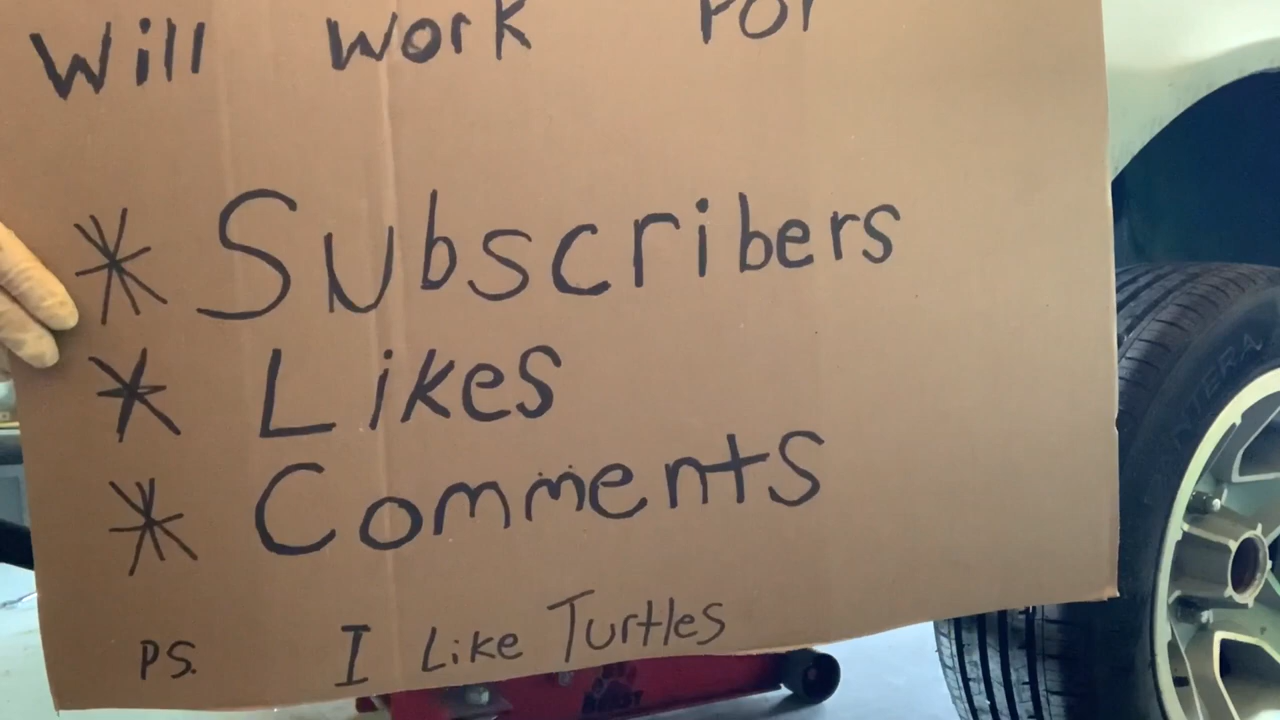 Will work For
* Subscribers
* Likes
* Comments
PS. I Like Turtles